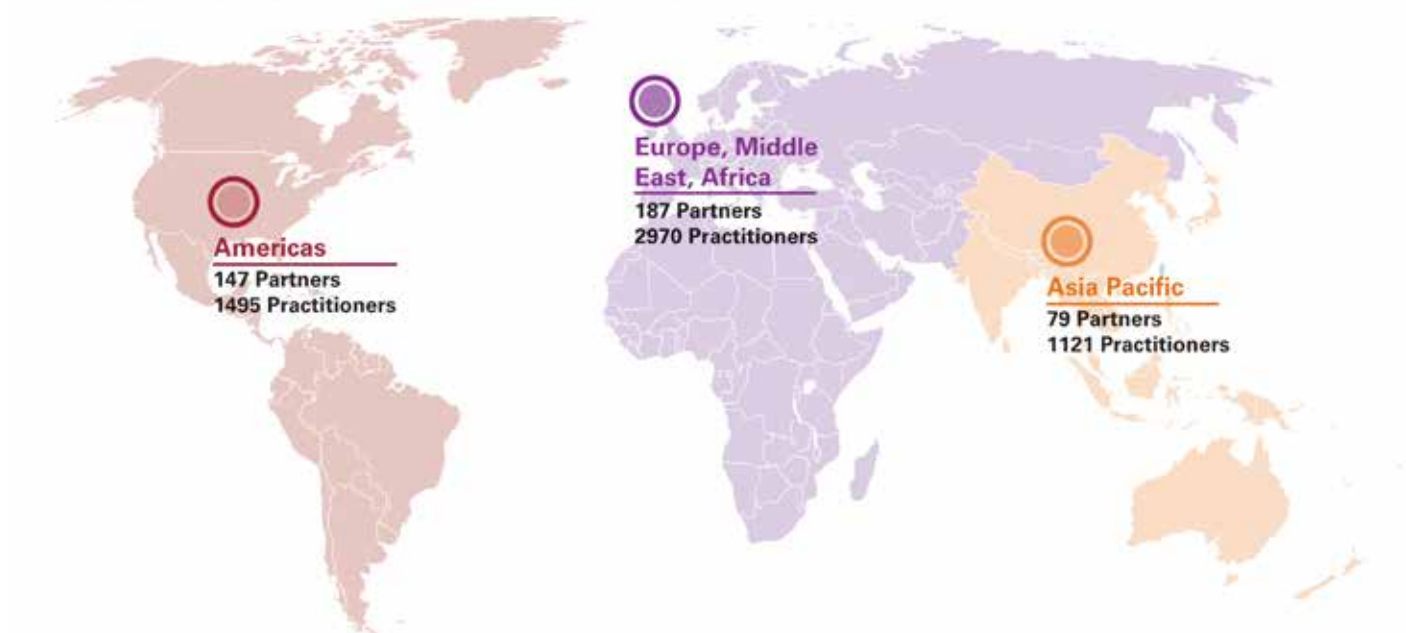 Americas
147 Partners
1495 Practitioners
Europe, Middle
East, Africa
187 Partners
2970 Practitioners
Asia Pacific
79 Partners
1121 Practitioners